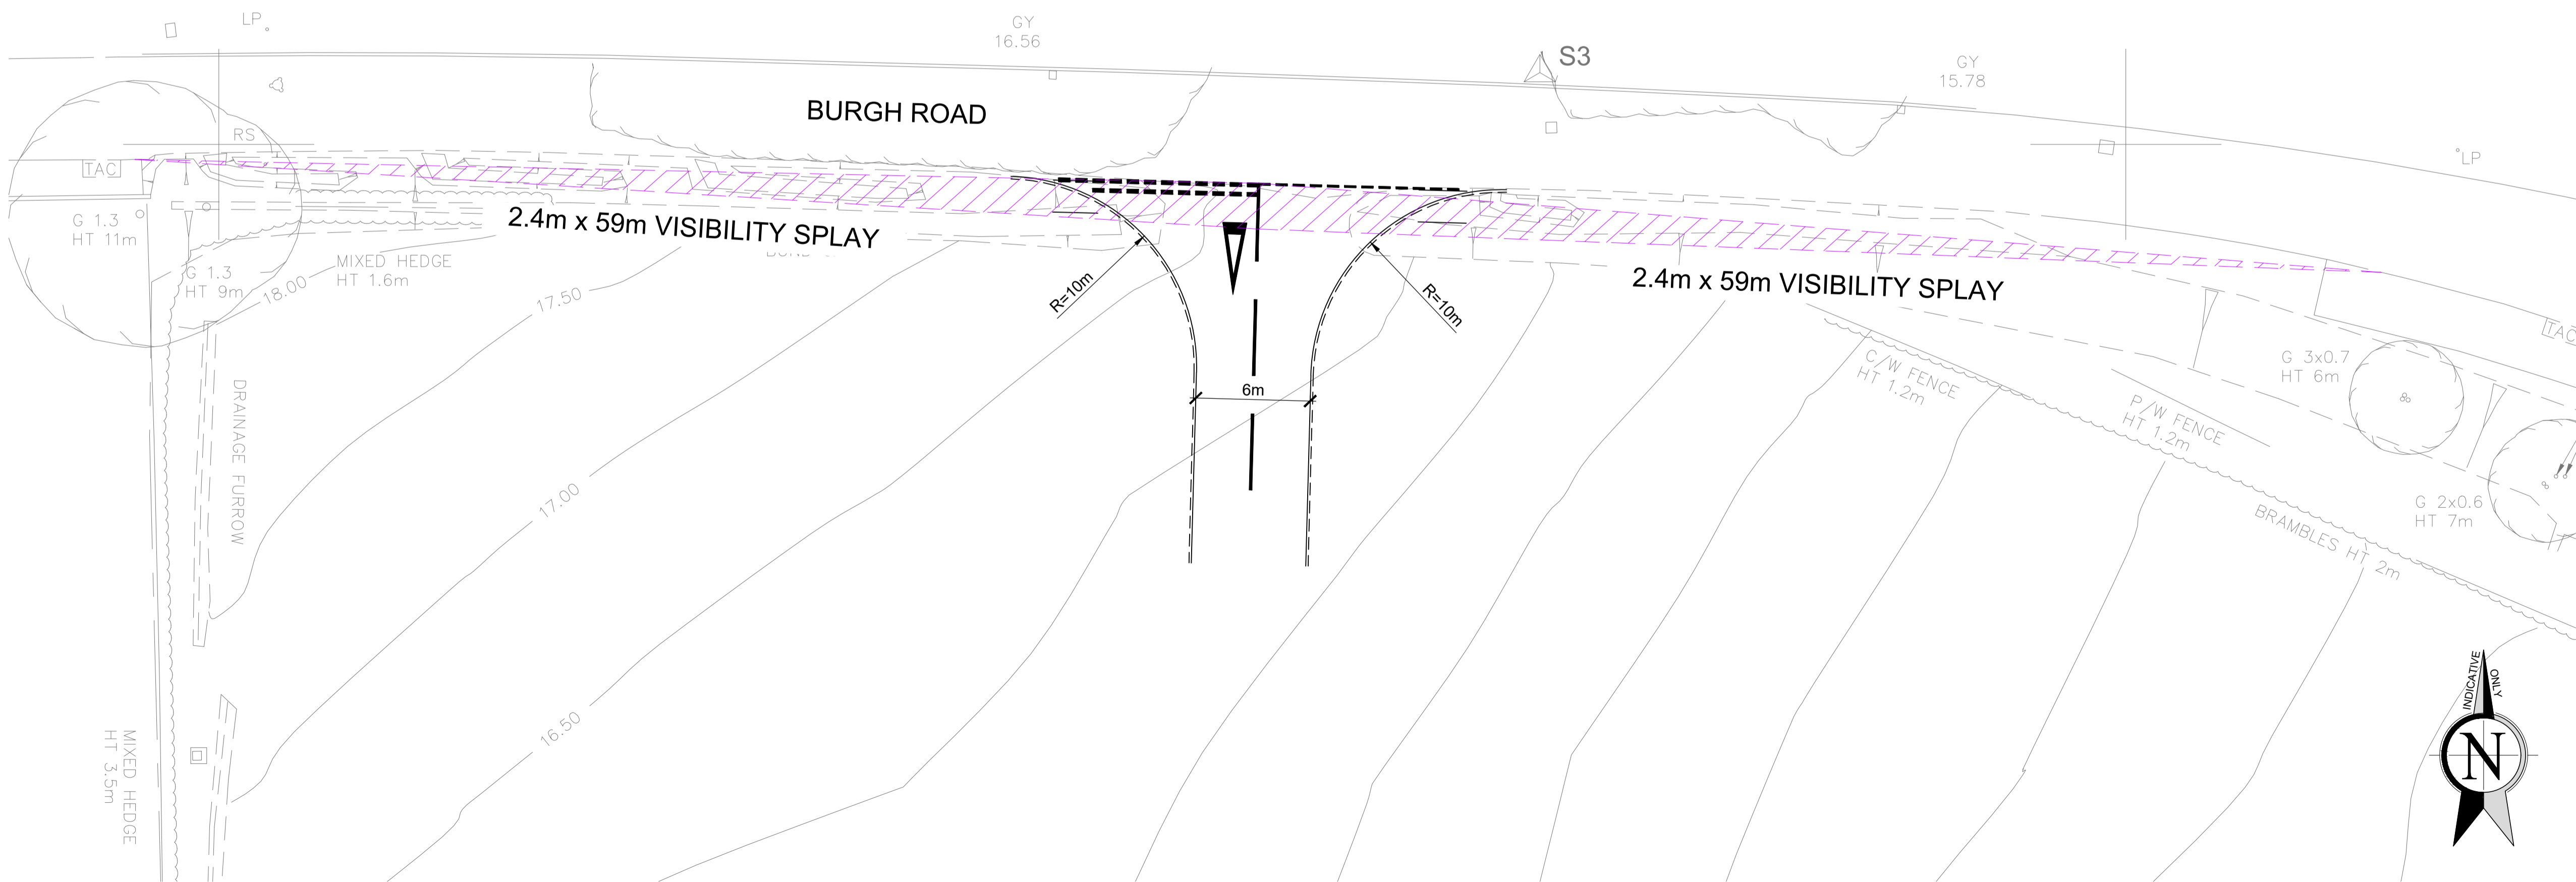 LP
GY
16.56
S3
GY
15.78
BURGH ROAD
RS
TAC
LP
G 1.3
HT 11m
2.4m x 59m VISIBILITY SPLAY
MIXED HEDGE
HT 1.6m
G 1.3
HT 9m
18.00
17.50
R=10m
R=10m
2.4m x 59m VISIBILITY SPLAY
TAC
6m
C/W FENCE
HT 1.2m
P/W FENCE
HT 1.2m
G 3x0.7
HT 6m
DRAINAGE FURROW
17.00
G 2x0.6
HT 7m
BRAMBLES HT 2m
16.50
MIXED HEDGE
HT 3.5m
INDICATIVE
ONLY
N